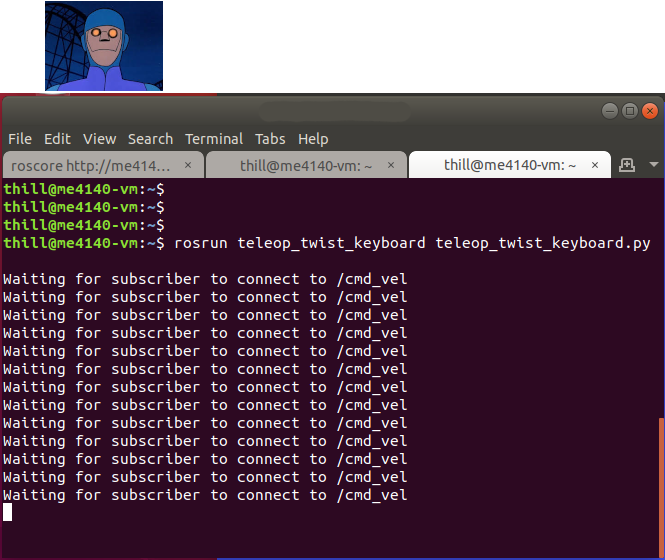 File Edit View Search Terminal Tabs Help
roscore http://me414... × thill@me4140-vm: ~ × thill@me4140-vm: ~ ×
thill@me4140-vm:~$
thill@me4140-vm:~$
thill@me4140-vm:~$
thill@me4140-vm:~$ rosrun teleop_twist_keyboard teleop_twist_keyboard.py
Waiting for subscriber to connect to /cmd_vel
Waiting for subscriber to connect to /cmd_vel
Waiting for subscriber to connect to /cmd_vel
Waiting for subscriber to connect to /cmd_vel
Waiting for subscriber to connect to /cmd_vel
Waiting for subscriber to connect to /cmd_vel
Waiting for subscriber to connect to /cmd_vel
Waiting for subscriber to connect to /cmd_vel
Waiting for subscriber to connect to /cmd_vel
Waiting for subscriber to connect to /cmd_vel
Waiting for subscriber to connect to /cmd_vel
Waiting for subscriber to connect to /cmd_vel
Waiting for subscriber to connect to /cmd_vel